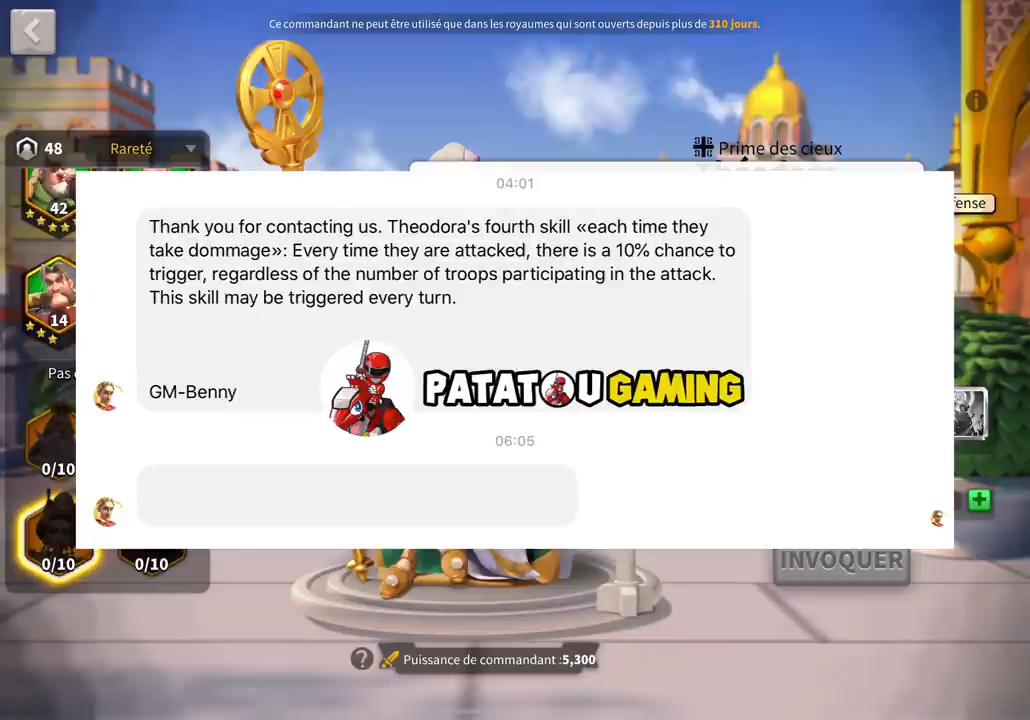 Ce commandant ne peut être utilisé que dans les royaumes qui sont ouverts depuis plus de 310 jours.
48 Rareté
Prime des cieux
42
fense
04:01
Thank you for contacting us. Theodora's fourth skill «each time they
take dommage»: Every time they are attacked, there is a 10% chance to
trigger, regardless of the number of troops participating in the attack.
This skill may be triggered every turn.
14
Pas
GM-Benny
PATATOU GAMING
06:05
0/10
0/10
0/10
INVOQUER
Puissance de commandant :5,300